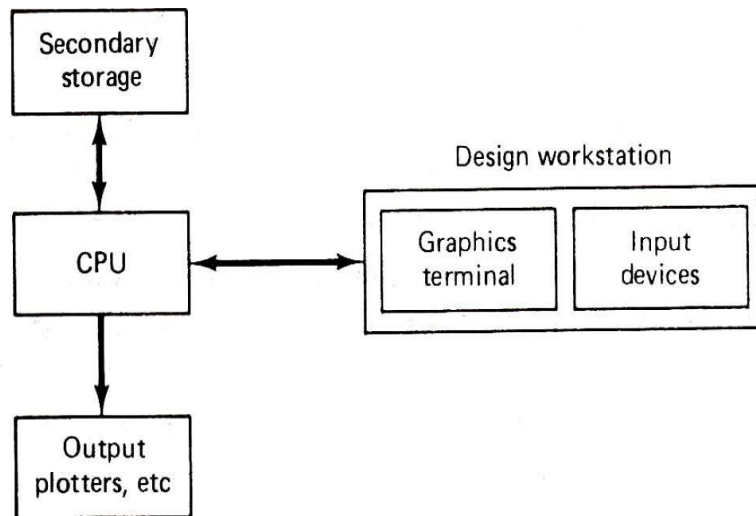 Secondary
storage
Design workstation
CPU
Graphics
terminal
Input
devices
Output
plotters, etc